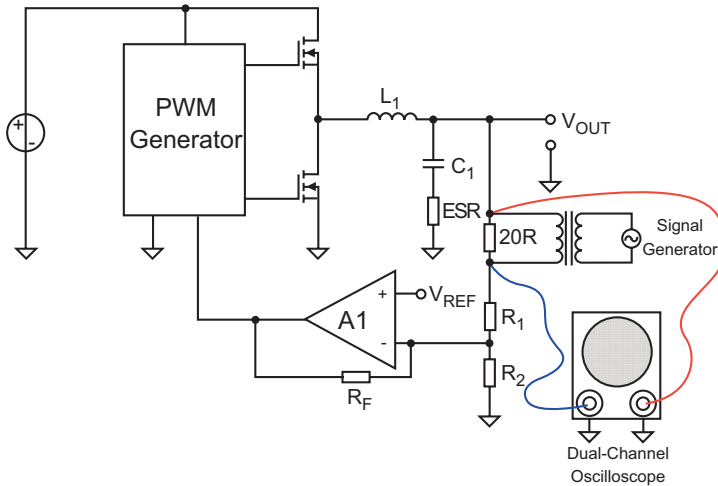 PWM
Generator
+
-
L1
VOUT
C1
ESR
20R
Signal
Generator
+
VREF
A1
-
R1
RF
R2
Dual-Channel
Oscilloscope